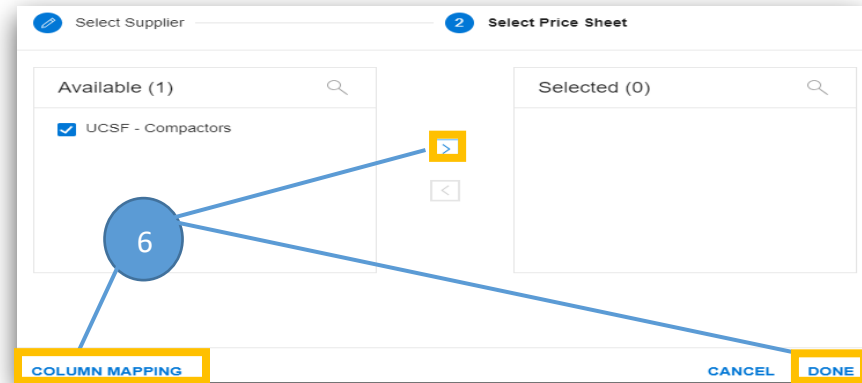 Select Supplier
2 Select Price Sheet
Available (1)
Selected (0)
UCSF - Compactors
>
<
6
COLUMN MAPPING
CANCEL DONE